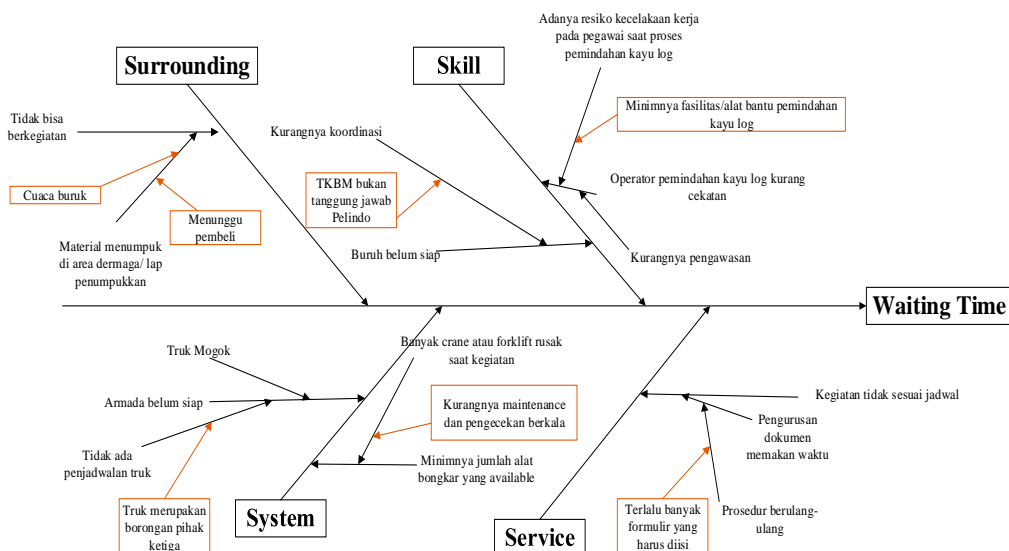 Surrounding
Tidak bisa
berkegiatan
Cuaca buruk
Menunggu
pembeli
Material menumpuk
di area dermaga/ lap
penumpukkan
Skill
Adanya resiko kecelakaan kerja
pada pegawai saat proses
pemindahan kayu log
Minimnya fasilitas/alat bantu pemindahan
kayu log
Kurangnya koordinasi
TKBM bukan
tanggung jawab
Pelindo
Operator pemindahan kayu log kurang
cekatan
Buruh belum siap
Kurangnya pengawasan
Waiting Time
Truk Mogok
Banyak crane atau forklift rusak
saat kegiatan
Armada belum siap
Kurangnya maintenance
dan pengecekan berkala
Tidak ada
penjadwalan truk
Minimnya jumlah alat
bongkar yang available
Truk merupakan
borongan pihak
ketiga
System
Kegiatan tidak sesuai jadwal
Pengurusan
dokumen
memakan waktu
Terlalu banyak
formulir yang
harus diisi
Prosedur berulang-
ulang
Service